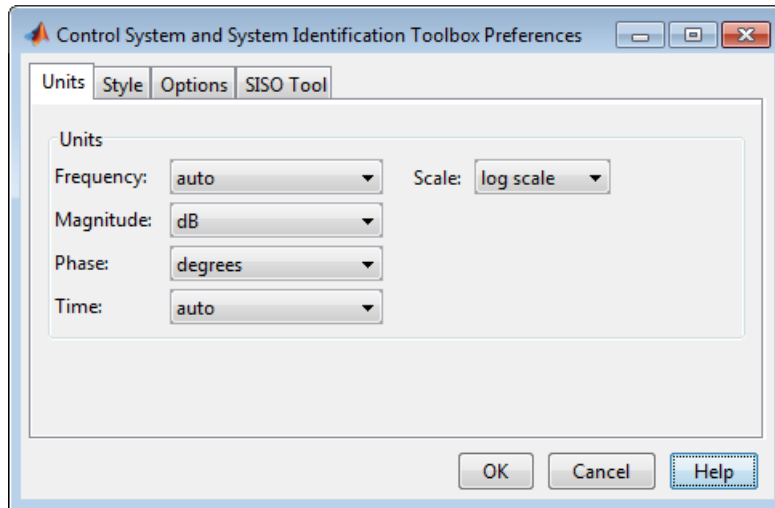 Control System and System Identification Toolbox Preferences
Units Style Options SISO Tool
Units
Frequency: auto Scale: log scale
Magnitude: dB
Phase: degrees
Time: auto
OK Cancel Help